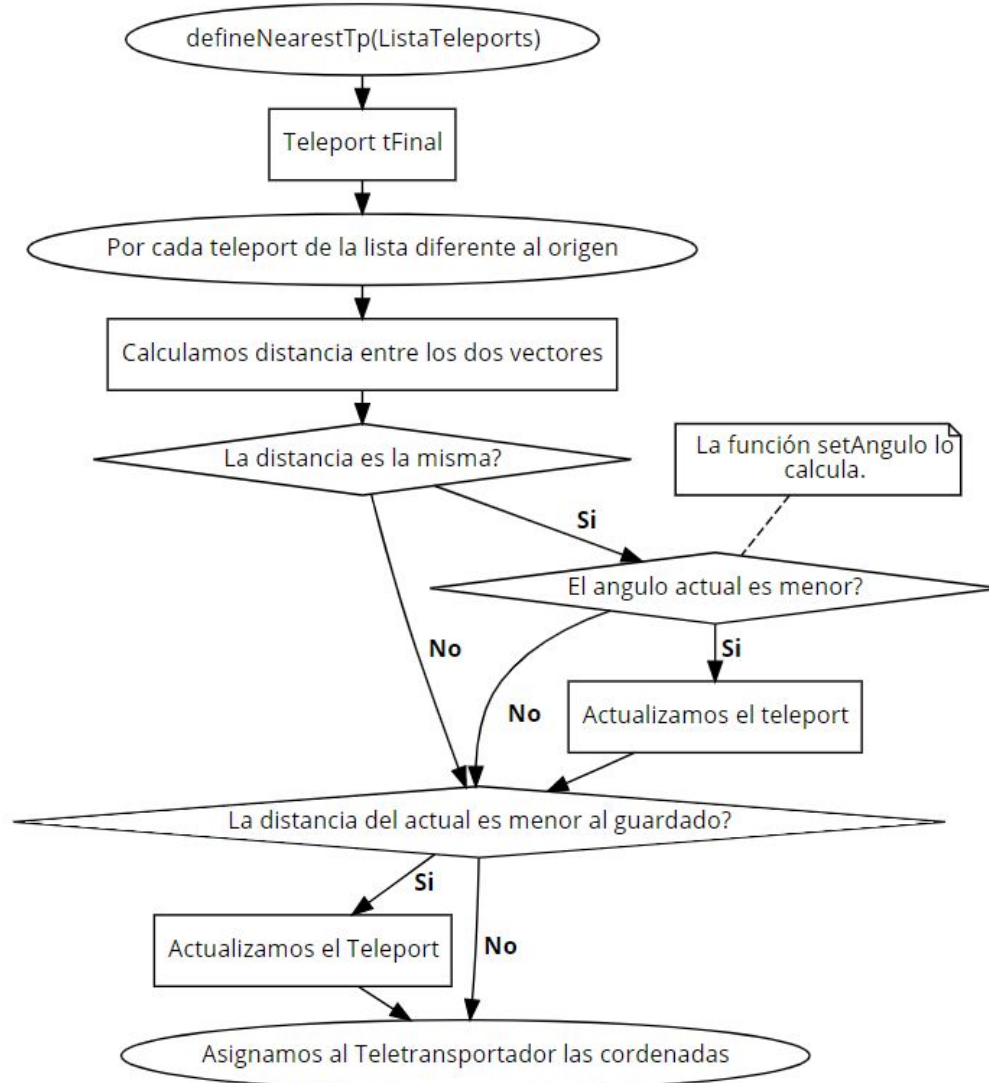 defineNearestTp(ListaTeleports)
Teleport tFinal
Por cada teleport de la lista diferente al origen
Calculamos distancia entre los dos vectores
La distancia es la misma?
La función setAngulo lo
calcula.
Si
El angulo actual es menor?
No
Si
No
Actualizamos el teleport
La distancia del actual es menor al guardado?
Si
Actualizamos el Teleport
No
Asignamos al Teletransportador las cordenadas